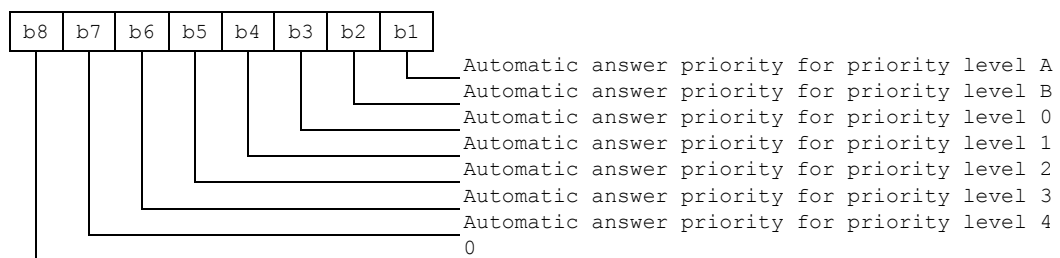 b8 b7 b6 b5 b4 b3 b2 b1
Automatic answer priority for priority level A
Automatic answer priority for priority level B
Automatic answer priority for priority level 0
Automatic answer priority for priority level 1
Automatic answer priority for priority level 2
Automatic answer priority for priority level 3
Automatic answer priority for priority level 4
0